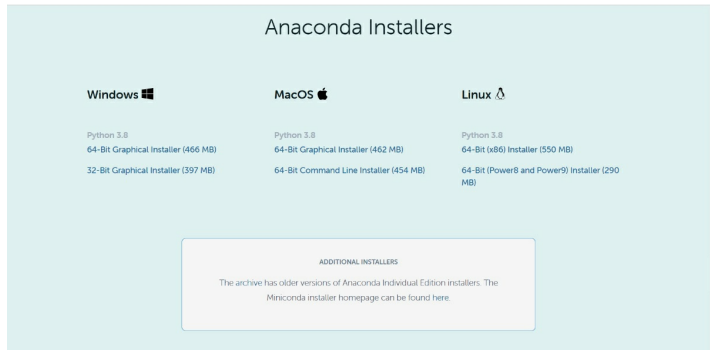 Anaconda Installers
Windows
MacOS
Linux
Python 3.8
64-Bit Graphical Installer (466 MB)
32-Bit Graphical Installer (397 MB)
Python 3.8
64-Bit Graphical Installer (462 MB)
64-Bit Command Line Installer (454 MB)
Python 3.8
64-Bit (x86) Installer (550 MB)
64-Bit (Power8 and Power9) Installer (290
MB)
ADDITIONAL INSTALLERS
The archive has older versions of Anaconda Individual Edition installers. The
Miniconda installer homepage can be found here.